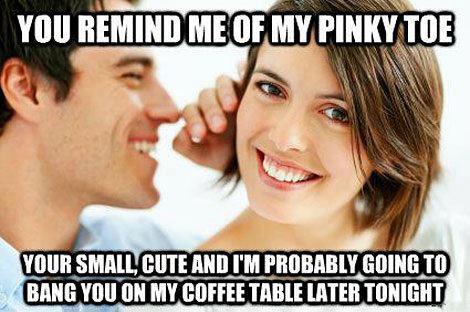 YOU REMIND ME OF MY PINKY TOE
YOUR SMALL, CUTE AND I'M PROBABLY GOING TO
BANG YOU ON MY COFFEE TABLE LATER TONIGHT